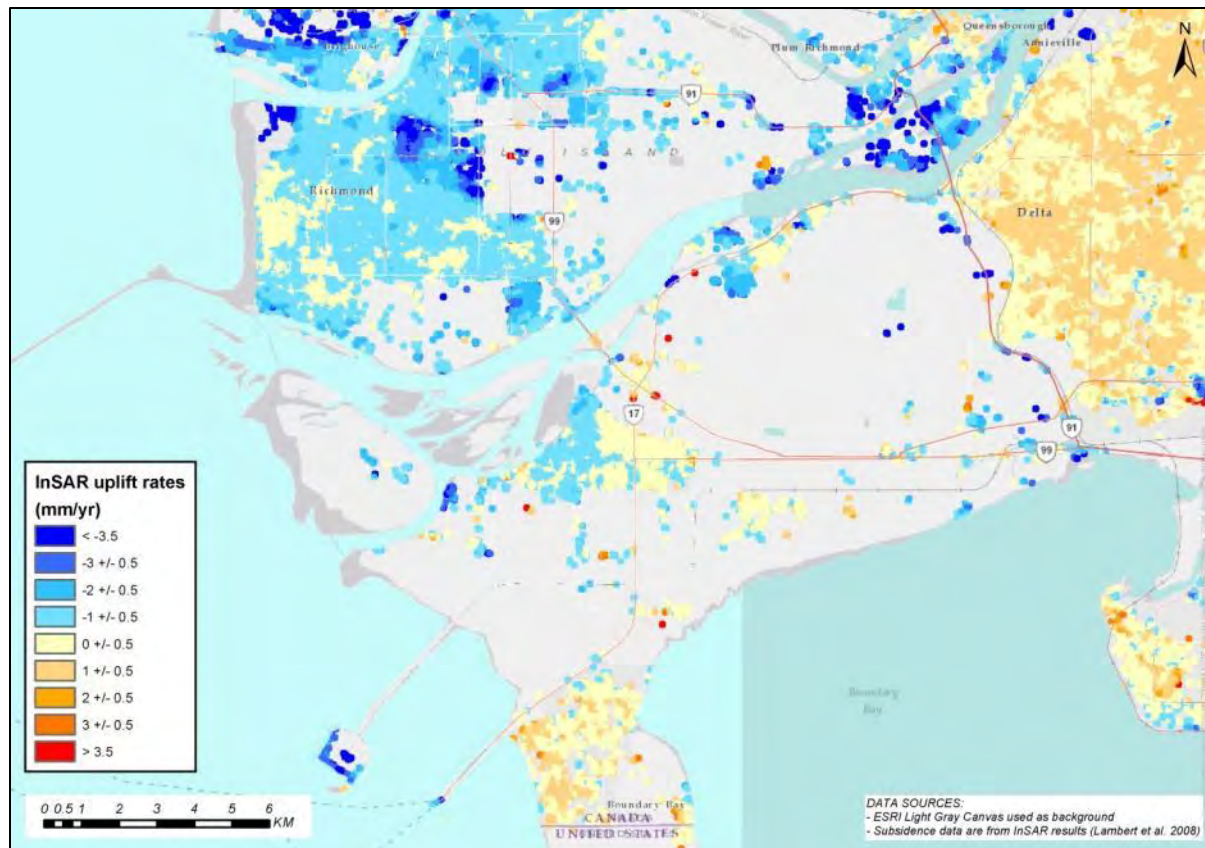 Queensborough
Annieville
Plum Richmond
N
91
I S L A N D
Richmond
Delta
99
17
91
99
InSAR uplift rates
(mm/yr)
< -3.5
-3 +/- 0.5
-2 +/- 0.5
-1 +/- 0.5
0 +/- 0.5
1 +/- 0.5
2 +/- 0.5
3 +/- 0.5
> 3.5
Boundary
Bay
0 0.5 1 2 3 4 5 6
KM
Boundary Bay
CANADA
UNITED STATES
DATA SOURCES:
- ESRI Light Gray Canvas used as background
- Subsidence data are from InSAR results (Lambert et al. 2008)